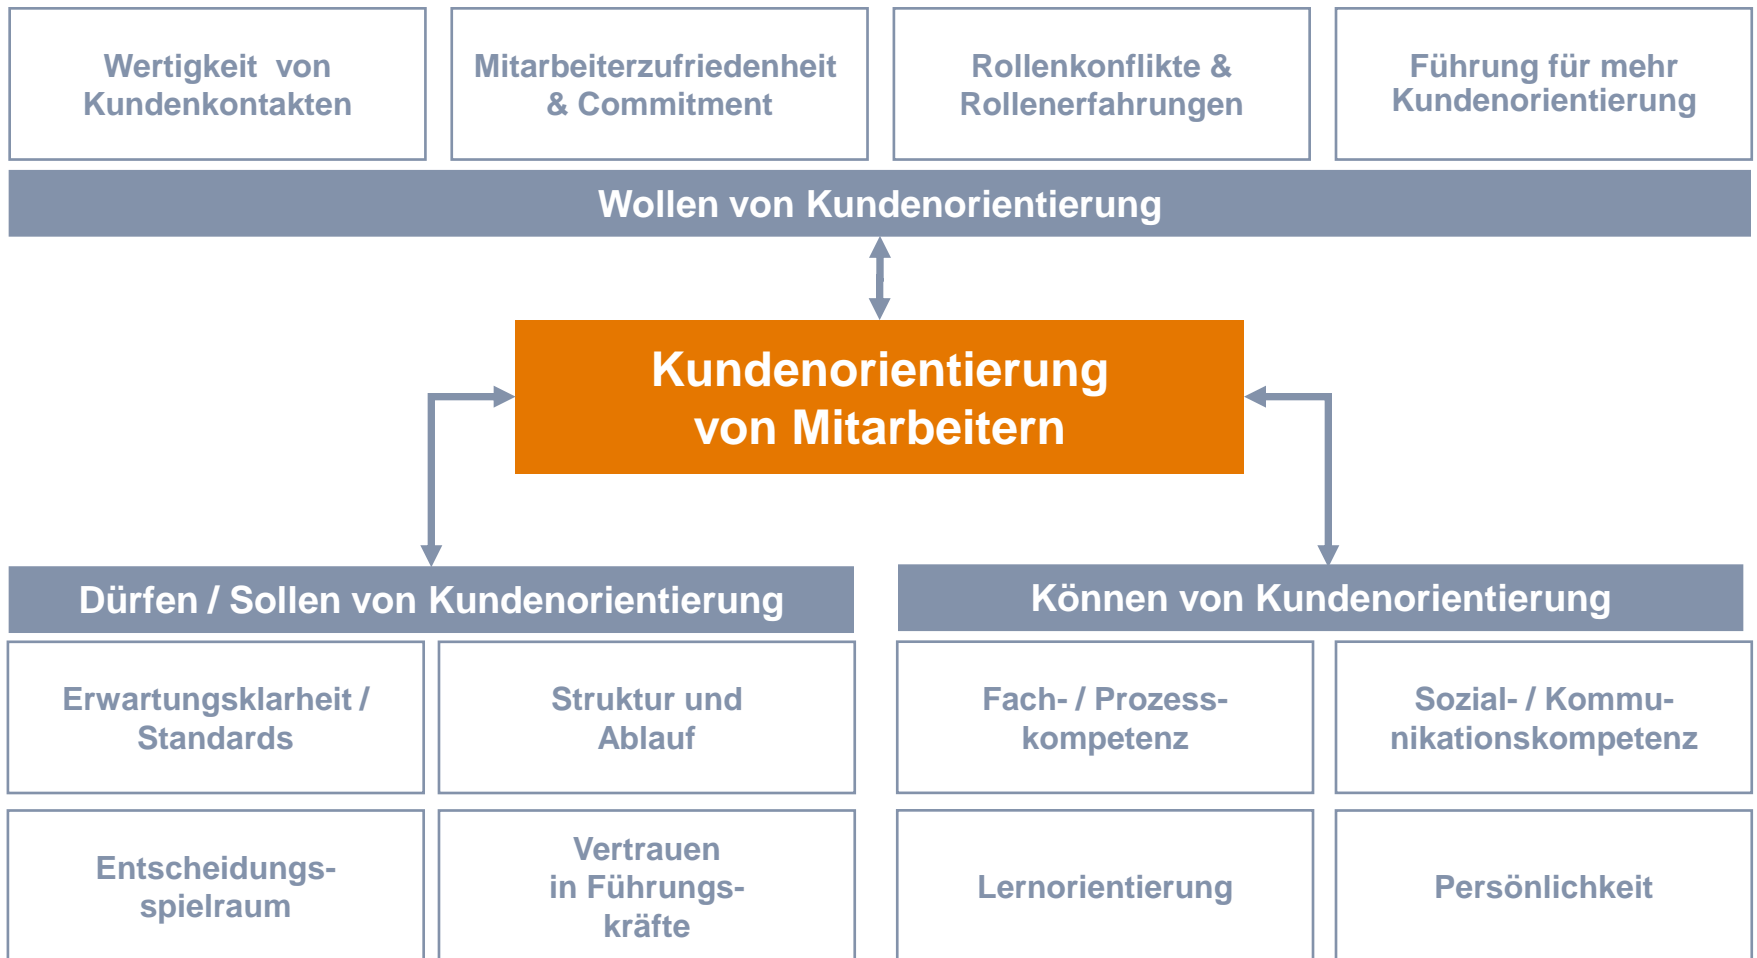 Wertigkeit von
Kundenkontakten
Mitarbeiterzufriedenheit
& Commitment
Rollenkonflikte &
Rollenerfahrungen
Führung für mehr
Kundenorientierung
Wollen von Kundenorientierung
Kundenorientierung
von Mitarbeitern
Dürfen / Sollen von Kundenorientierung
Erwartungsklarheit /
Standards
Struktur und
Ablauf
Entscheidungs-
spielraum
Vertrauen
in Führungs-
kräfte
Können von Kundenorientierung
Fach- / Prozess-
kompetenz
Sozial- / Kommu-
nikationskompetenz
Lernorientierung
Persönlichkeit